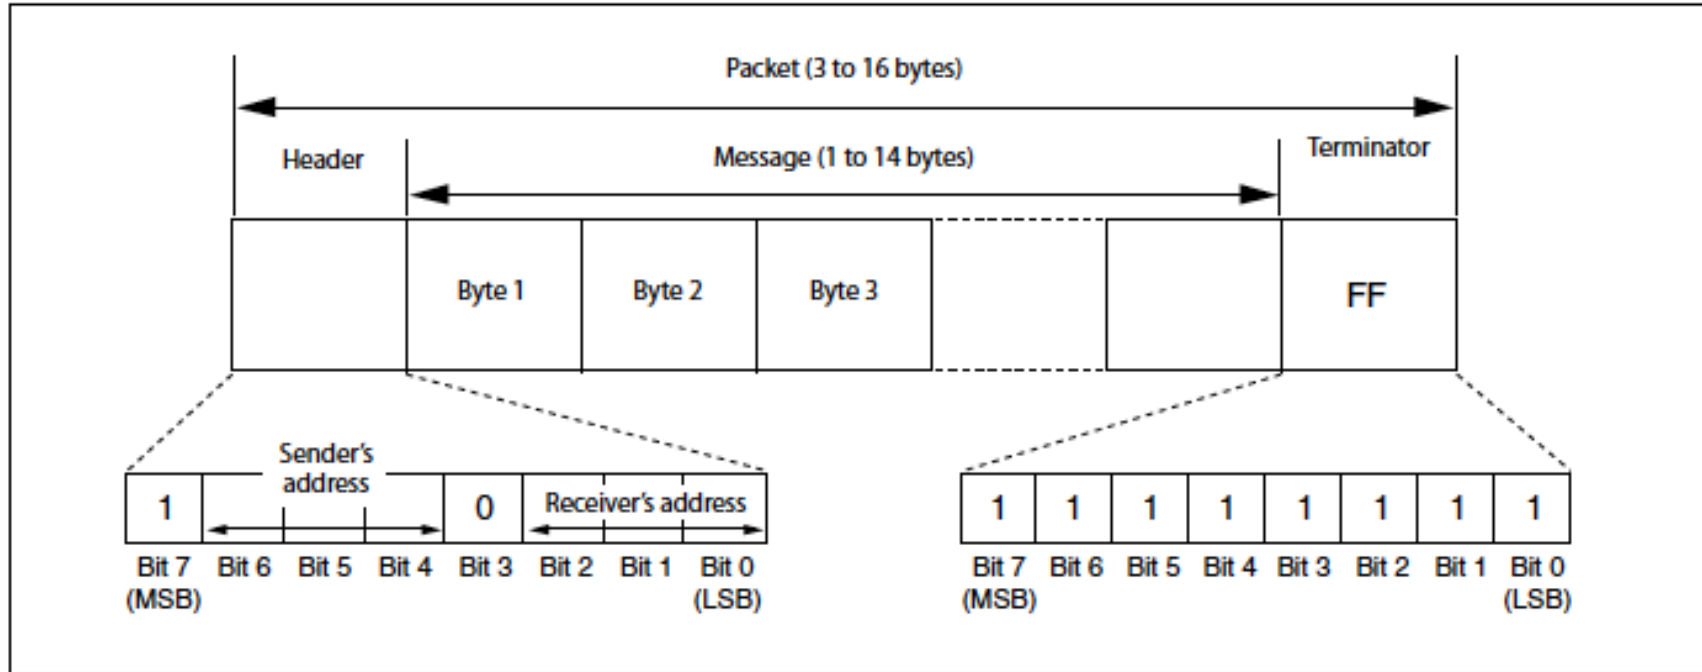 Packet (3 to 16 bytes)
Header
Message (1 to 14 bytes)
Terminator
Byte 1
Byte 2
Byte 3
FF
Sender's
address
1
0
Receiver's address
Bit 7
(MSB)
Bit 6
Bit 5
Bit 4
Bit 3
Bit 2
Bit 1
Bit 0
(LSB)
1
1
1
1
1
1
1
1
Bit 7
(MSB)
Bit 6
Bit 5
Bit 4
Bit 3
Bit 2
Bit 1
Bit 0
(LSB)